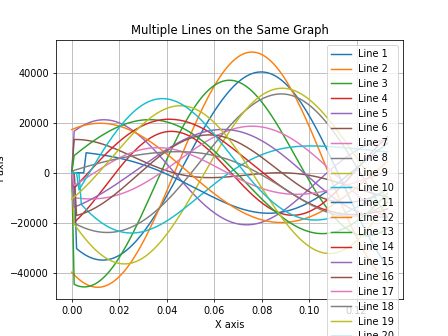 Multiple Lines on the Same Graph
40000
20000
0
−20000
−40000
0.00
0.02
0.04
0.06
0.08
0.10
X axis
Line 1
Line 2
Line 3
Line 4
Line 5
Line 6
Line 7
Line 8
Line 9
Line 10
Line 11
Line 12
Line 13
Line 14
Line 15
Line 16
Line 17
Line 18
Line 19
Line 20